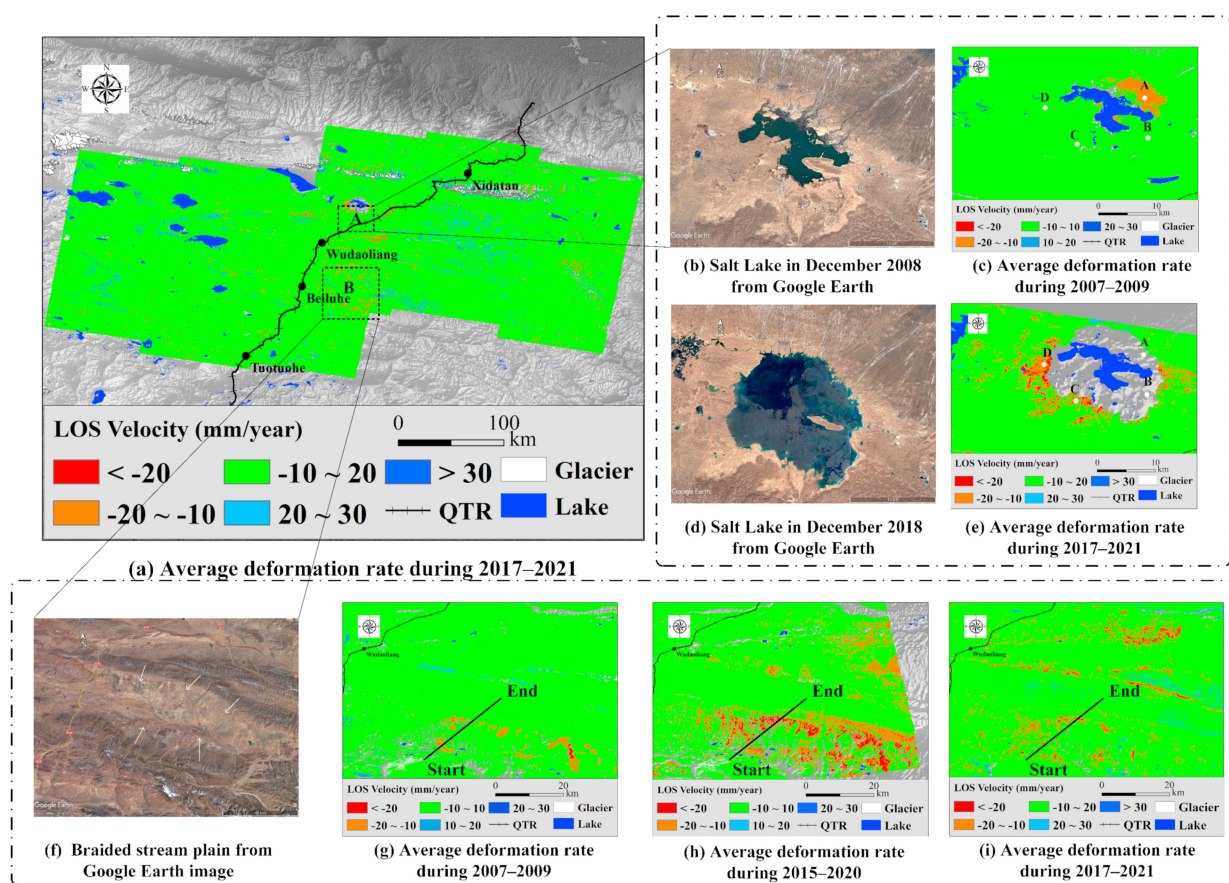 N
W
E
S
Xidatan
A
Wudaoliang
B
Beiluhe
Tuotuohe
LOS Velocity (mm/year)
0 100
km
< -20
-10 ~ 20
> 30
Glacier
-20 ~ -10
20 ~ 30
QTR
Lake
(a) Average deformation rate during 2017–2021
Google Earth
(b) Salt Lake in December 2008
from Google Earth
A
D
B
C
LOS Velocity (mm/year)
0 10
km
< -20
-10 ~ 10
20 ~ 30
Glacier
-20 ~ -10
10 ~ 20
QTR
Lake
(c) Average deformation rate
during 2007–2009
Google Earth
(d) Salt Lake in December 2018
from Google Earth
A
D
B
C
LOS Velocity (mm/year)
0 10
km
< -20
-10 ~ 20
> 30
Glacier
-20 ~ -10
20 ~ 30
QTR
Lake
(e) Average deformation rate
during 2017–2021
Google Earth
(f) Braided stream plain from
Google Earth image
Wudaoliang
End
Start
LOS Velocity (mm/year)
0 20
km
< -20
-10 ~ 10
20 ~ 30
Glacier
-20 ~ -10
10 ~ 20
QTR
Lake
(g) Average deformation rate
during 2007–2009
Wudaoliang
End
Start
LOS Velocity (mm/year)
0 20
km
< -20
-10 ~ 10
20 ~ 30
Glacier
-20 ~ -10
10 ~ 20
QTR
Lake
(h) Average deformation rate
during 2015–2020
Wudaoliang
End
Start
LOS Velocity (mm/year)
0 20
km
< -20
-10 ~ 10
> 30
Glacier
-20 ~ -10
20 ~ 30
QTR
Lake
(i) Average deformation rate
during 2017–2021